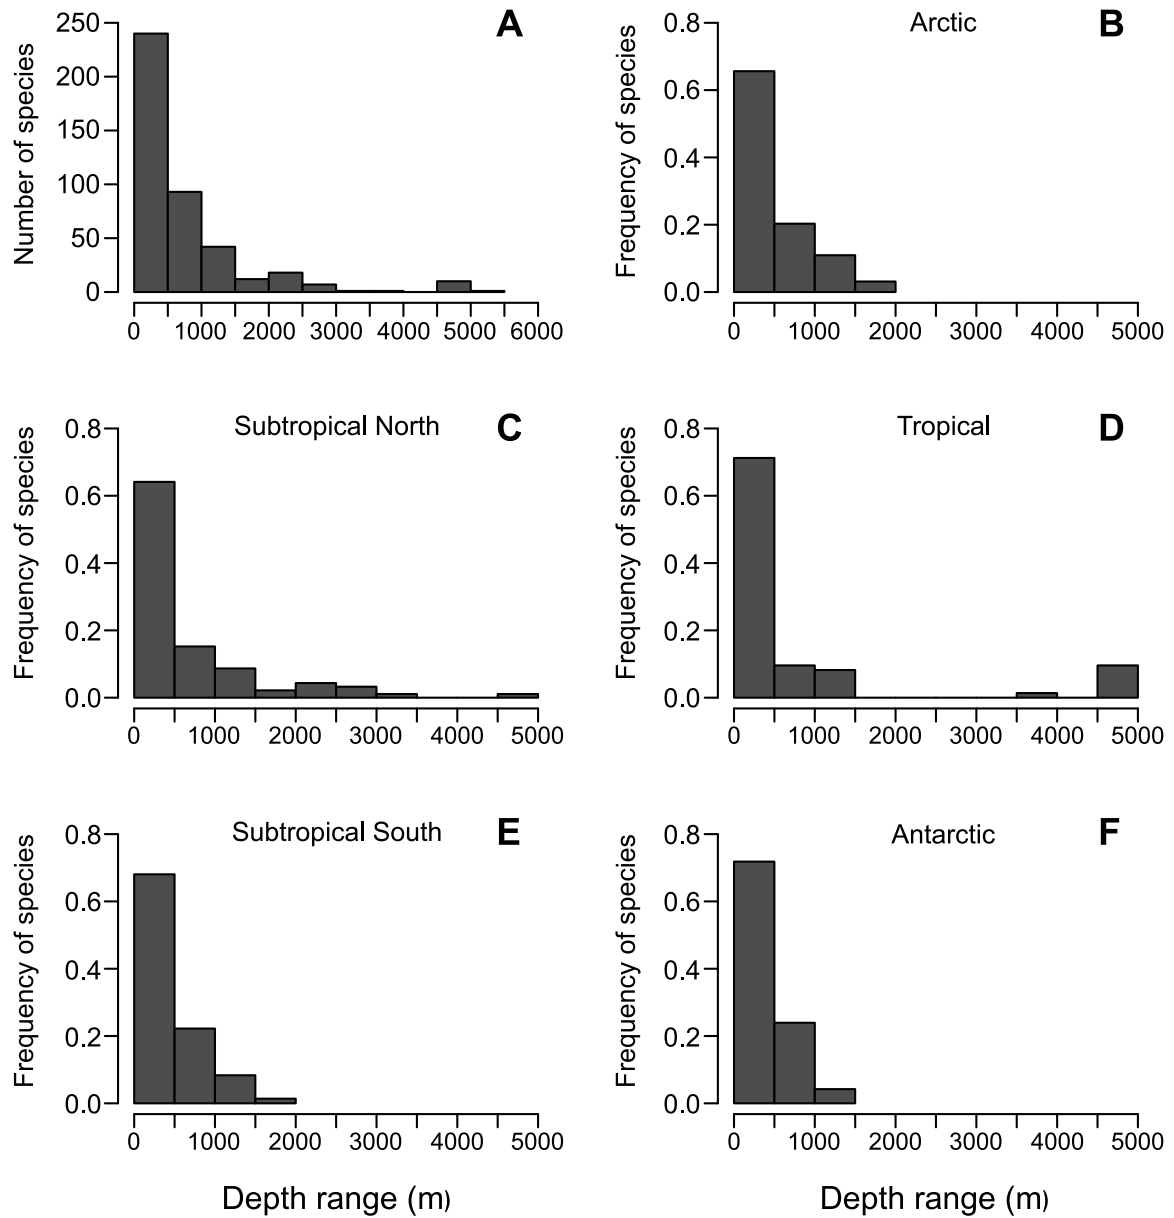 A
Number of species
250
200
150
100
50
0
0 1000 2000 3000 4000 5000 6000
Arctic B
Frequency of species
0.8
0.6
0.4
0.2
0.0
0 1000 2000 3000 4000 5000
Subtropical North C
Frequency of species
0.8
0.6
0.4
0.2
0.0
0 1000 2000 3000 4000 5000
Tropical D
Frequency of species
0.8
0.6
0.4
0.2
0.0
0 1000 2000 3000 4000 5000
Subtropical South E
Frequency of species
0.8
0.6
0.4
0.2
0.0
0 1000 2000 3000 4000 5000
Depth range (m)
Antarctic F
Frequency of species
0.8
0.6
0.4
0.2
0.0
0 1000 2000 3000 4000 5000
Depth range (m)